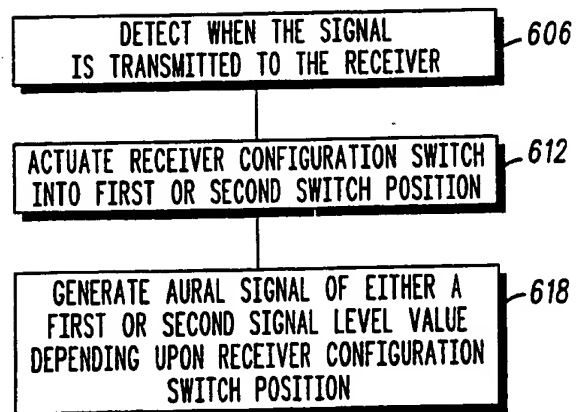 DETECT WHEN THE SIGNAL
IS TRANSMITTED TO THE RECEIVER
606
ACTUATE RECEIVER CONFIGURATION SWITCH
INTO FIRST OR SECOND SWITCH POSITION
612
GENERATE AURAL SIGNAL OF EITHER A
FIRST OR SECOND SIGNAL LEVEL VALUE
DEPENDING UPON RECEIVER CONFIGURATION
SWITCH POSITION
618